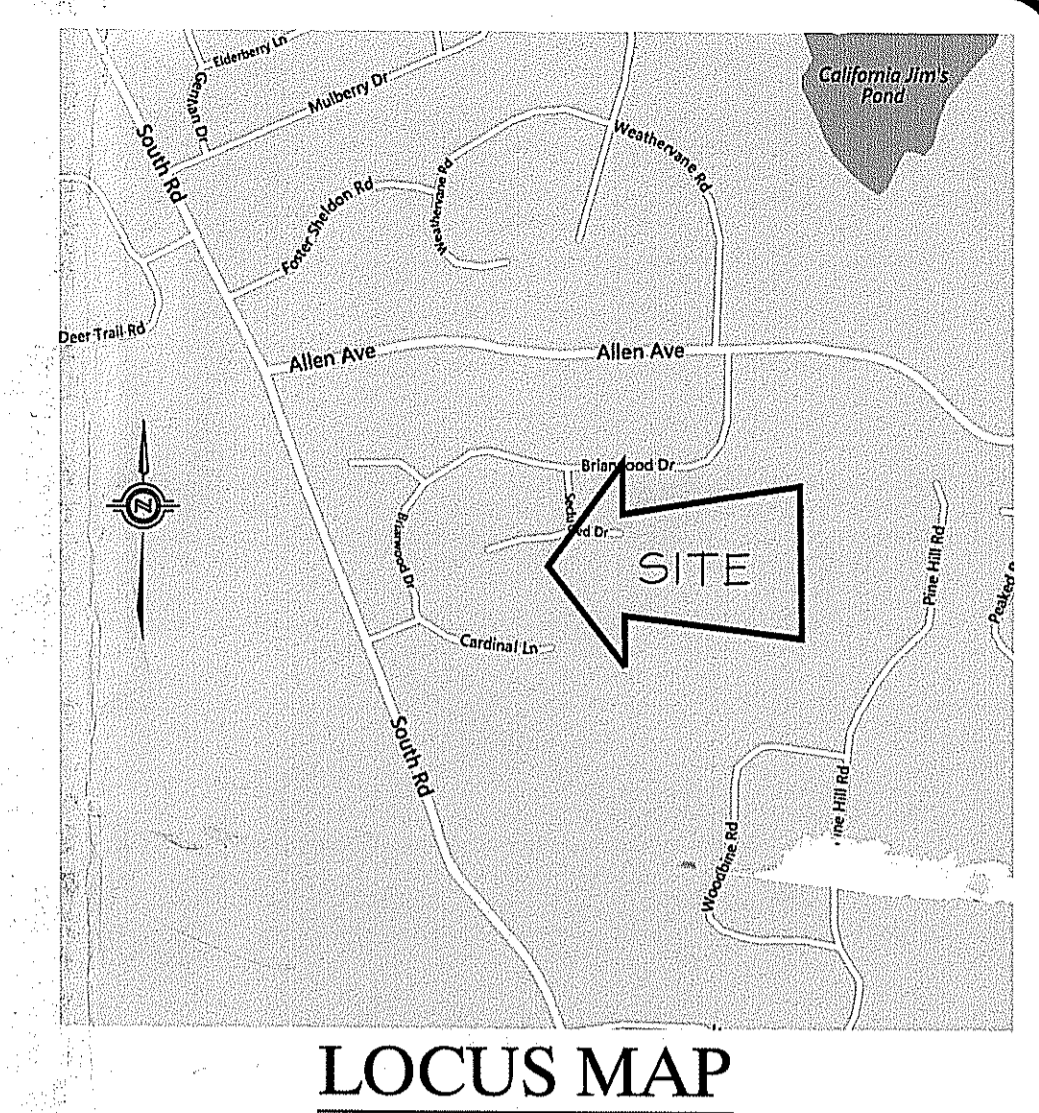 Elderberry Ln
California Jim's
Pond
Mulberry Dr
South Rd
Weathervane Rd
Foster Sheldon Rd
Weathervane Rd
Deer Trail Rd
Allen Ave
Allen Ave
Briarwood Dr
N
Briarwood Dr
SITE
Pine Hill Rd
Cardinal Ln
South Rd
Woodbine Rd
LOCUS MAP